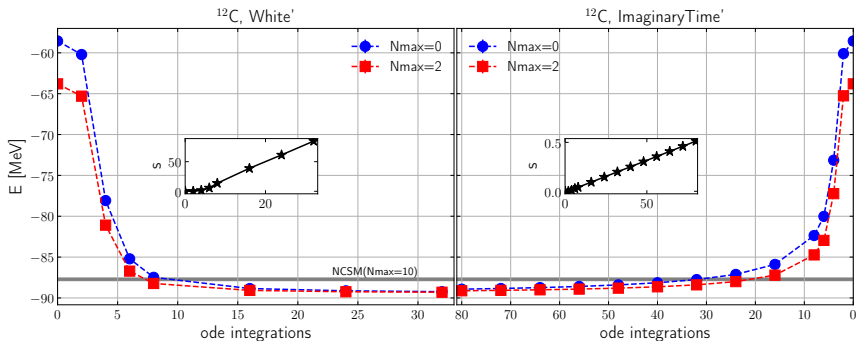 ¹²C, White'
¹²C, ImaginaryTime'
Nmax=0
Nmax=2
Nmax=0
Nmax=2
E [MeV]
−60
−65
−70
−75
−80
−85
−90
s
50
0
20
s
0.5
0.0
0
50
NCSM(Nmax=10)
0 5 10 15 20 25 30
80 70 60 50 40 30 20 10 0
ode integrations
ode integrations